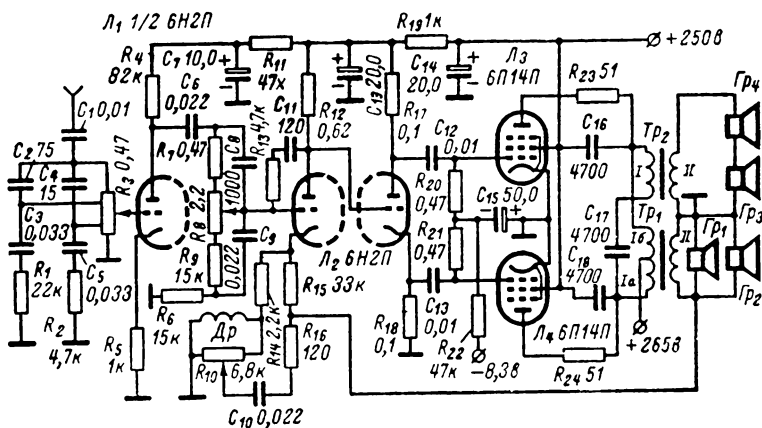 Л₁ 1/2 6Н2П
R₄
82к
C₇ 10,0
+
−
R₁₁
47х
C₆
0,022
C₁ 0,01
C₂ 75
C₄
15
C₃
0,033
R₃ 0,47
C₅
0,033
R₁
22к
R₂
4,7к
R₅
1к
R₆
15к
R₇ 0,47
R₈ 2,2
R₉
15к
C₈
1000
C₉
0,022
R₁₃ 4,7к
C₁₁
120
R₁₂
0,62
+
C₁₉ 20,0
R₁₉ 1к
C₁₄
20,0
+
−
R₁₇
0,1
Л₂ 6Н2П
R₁₄ 2,2к
R₁₅
33к
R₁₆
120
Др
R₁₀
6,8к
C₁₀ 0,022
R₁₈
0,1
C₁₂
0,01
R₂₀
0,47
R₂₁
0,47
C₁₅ 50,0
−
+
C₁₃
0,01
R₂₂
47к
−8,3в
Л₃
6П14П
Л₄ 6П14П
R₂₃ 51
R₂₄ 51
C₁₆
4700
C₁₇
4700
C₁₈
4700
+250в
+265в
Тр₂
I
II
Тр₁
Iб
Iа
II
Гр₄
Гр₃
Гр₁
Гр₂